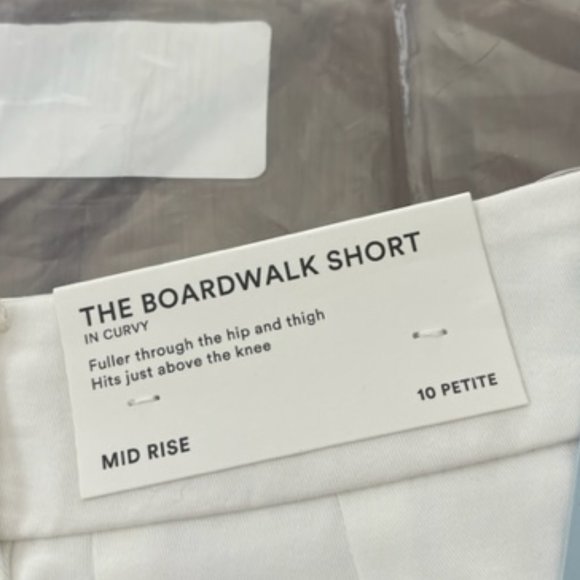 THE BOARDWALK SHORT
IN CURVY
Fuller through the hip and thigh
Hits just above the knee
10 PETITE
MID RISE